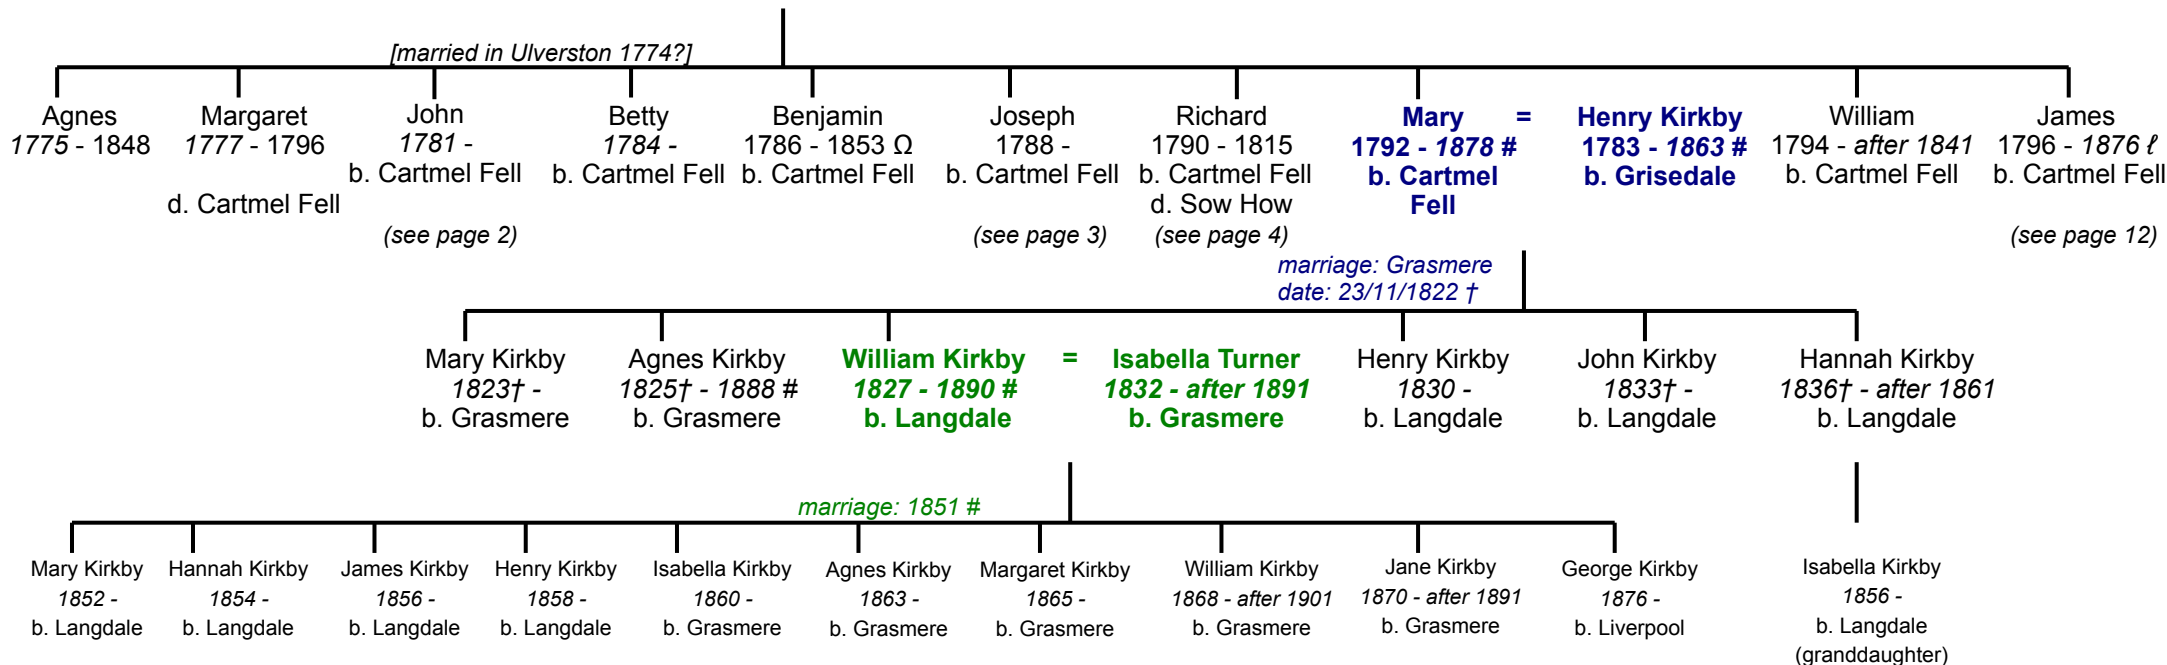 [married in Ulverston 1774?]
Agnes
1775 - 1848
Margaret
1777 - 1796
d. Cartmel Fell
John
1781 -
b. Cartmel Fell
(see page 2)
Betty
1784 -
b. Cartmel Fell
Benjamin
1786 - 1853 Ω
b. Cartmel Fell
Joseph
1788 -
b. Cartmel Fell
(see page 3)
Richard
1790 - 1815
b. Cartmel Fell
d. Sow How
(see page 4)
Mary =
1792 - 1878 #
b. Cartmel
Fell
Henry Kirkby
1783 - 1863 #
b. Grisedale
William
1794 - after 1841
b. Cartmel Fell
James
1796 - 1876 ℓ
b. Cartmel Fell
(see page 12)
marriage: Grasmere
date: 23/11/1822 †
Mary Kirkby
1823† -
b. Grasmere
Agnes Kirkby
1825† - 1888 #
b. Grasmere
William Kirkby =
1827 - 1890 #
b. Langdale
Isabella Turner
1832 - after 1891
b. Grasmere
Henry Kirkby
1830 -
b. Langdale
John Kirkby
1833† -
b. Langdale
Hannah Kirkby
1836† - after 1861
b. Langdale
marriage: 1851 #
Mary Kirkby
1852 -
b. Langdale
Hannah Kirkby
1854 -
b. Langdale
James Kirkby
1856 -
b. Langdale
Henry Kirkby
1858 -
b. Langdale
Isabella Kirkby
1860 -
b. Grasmere
Agnes Kirkby
1863 -
b. Grasmere
Margaret Kirkby
1865 -
b. Grasmere
William Kirkby
1868 - after 1901
b. Grasmere
Jane Kirkby
1870 - after 1891
b. Grasmere
George Kirkby
1876 -
b. Liverpool
Isabella Kirkby
1856 -
b. Langdale
(granddaughter)